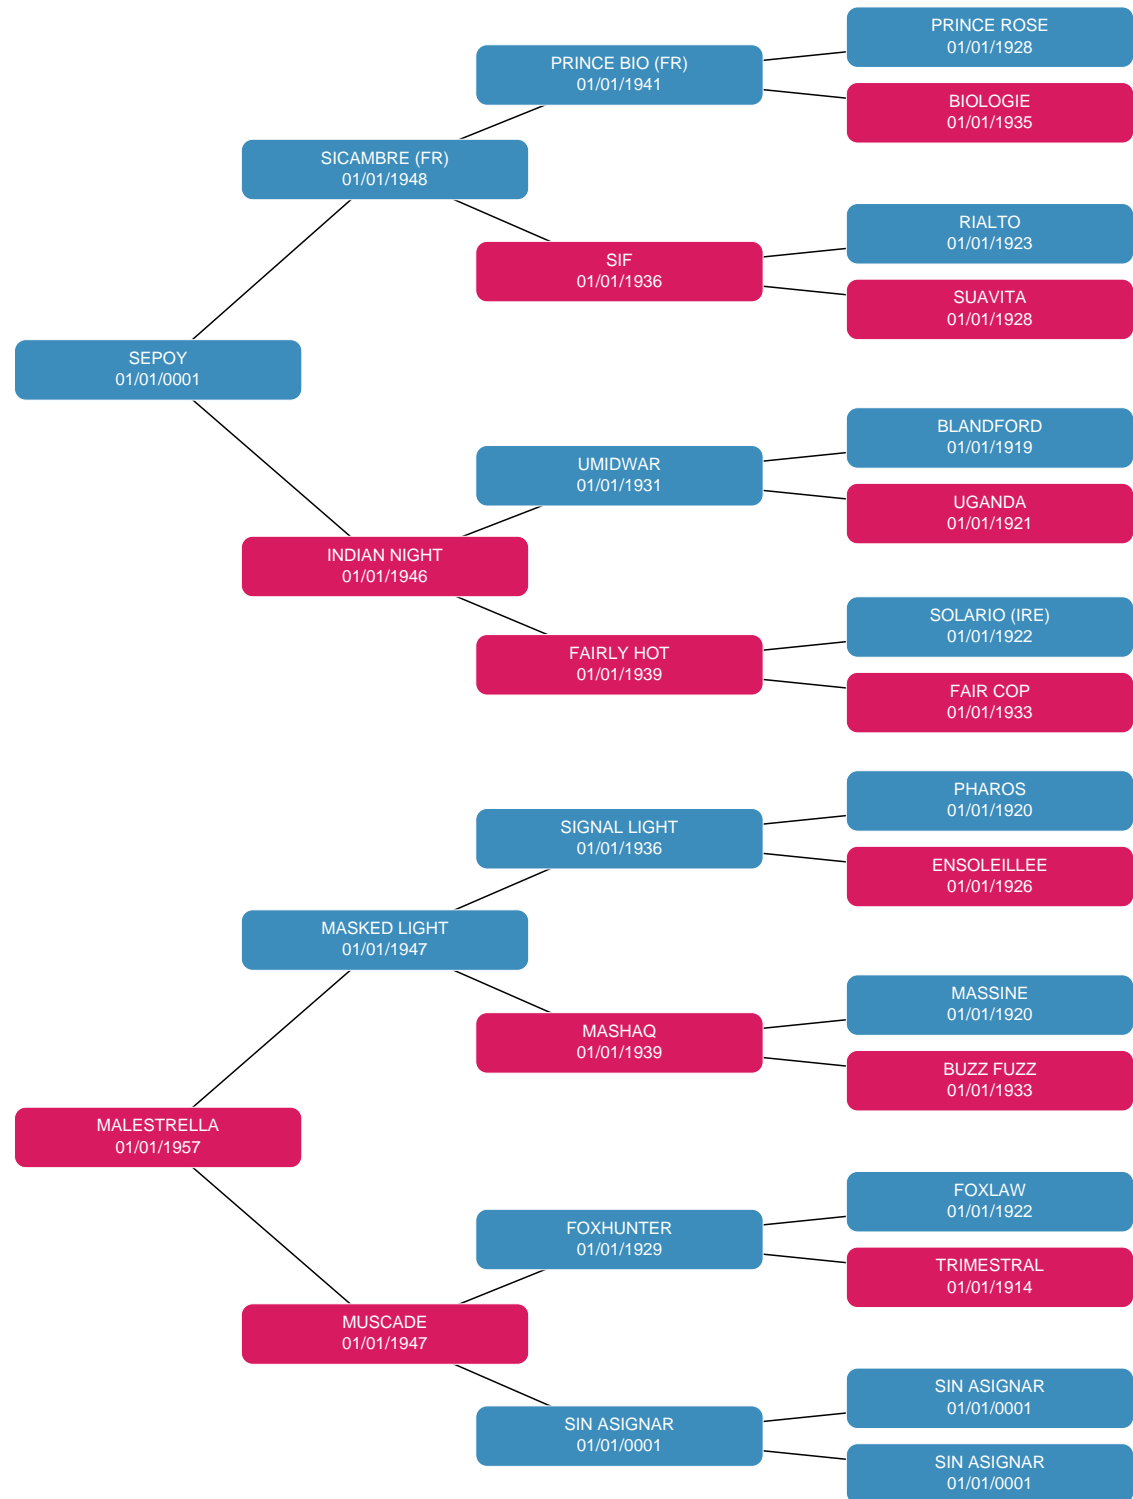 PRINCE ROSE
01/01/1928
PRINCE BIO (FR)
01/01/1941
BIOLOGIE
01/01/1935
SICAMBRE (FR)
01/01/1948
RIALTO
01/01/1923
SIF
01/01/1936
SUAVITA
01/01/1928
SEPOY
01/01/0001
BLANDFORD
01/01/1919
UMIDWAR
01/01/1931
UGANDA
01/01/1921
INDIAN NIGHT
01/01/1946
SOLARIO (IRE)
01/01/1922
FAIRLY HOT
01/01/1939
FAIR COP
01/01/1933
PHAROS
01/01/1920
SIGNAL LIGHT
01/01/1936
ENSOLEILLEE
01/01/1926
MASKED LIGHT
01/01/1947
MASSINE
01/01/1920
MASHAQ
01/01/1939
BUZZ FUZZ
01/01/1933
MALESTRELLA
01/01/1957
FOXLAW
01/01/1922
FOXHUNTER
01/01/1929
TRIMESTRAL
01/01/1914
MUSCADE
01/01/1947
SIN ASIGNAR
01/01/0001
SIN ASIGNAR
01/01/0001
SIN ASIGNAR
01/01/0001